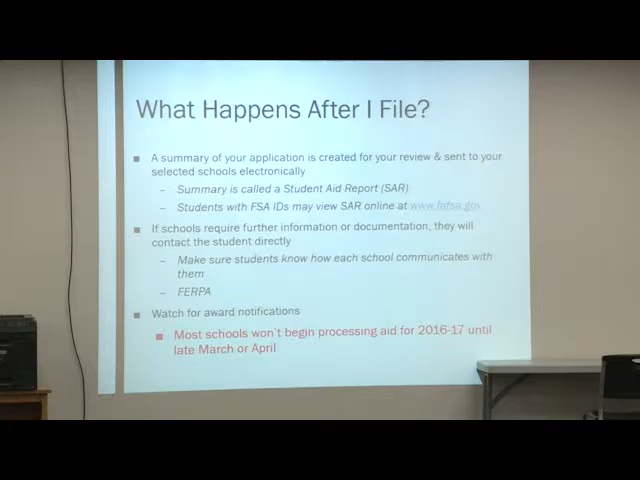 What Happens After I File?
A summary of your application is created for your review & sent to your
selected schools electronically
– Summary is called a Student Aid Report (SAR)
– Students with FSA IDs may view SAR online at www.fafsa.gov
If schools require further information or documentation, they will
contact the student directly
– Make sure students know how each school communicates with
them
– FERPA
Watch for award notifications
Most schools won't begin processing aid for 2016-17 until
late March or April